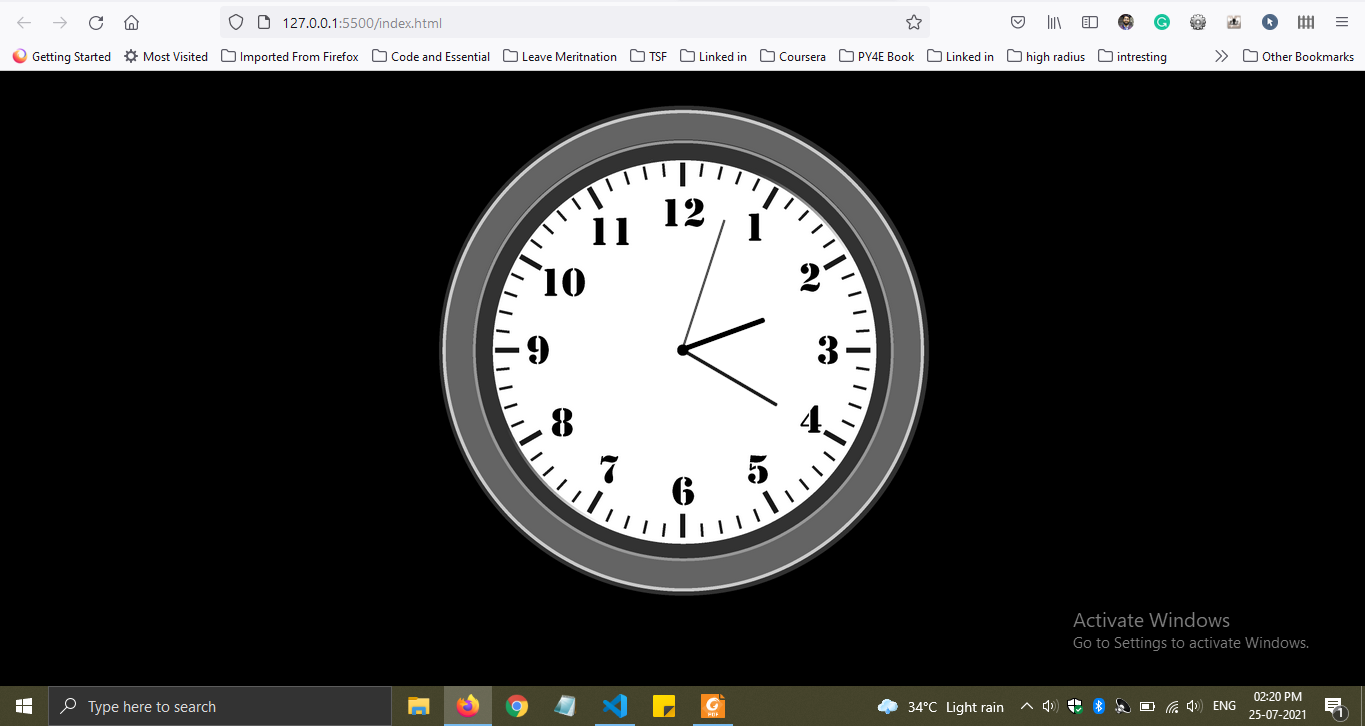 127.0.0.1:5500/index.html
Getting Started Most Visited Imported From Firefox Code and Essential Leave Meritnation TSF Linked in Coursera PY4E Book Linked in high radius intresting Other Bookmarks
12
11 1
10 2
9 3
8 4
7 5
6
Activate Windows
Go to Settings to activate Windows.
Type here to search
34°C Light rain
ENG
02:20 PM
25-07-2021
1
PDF